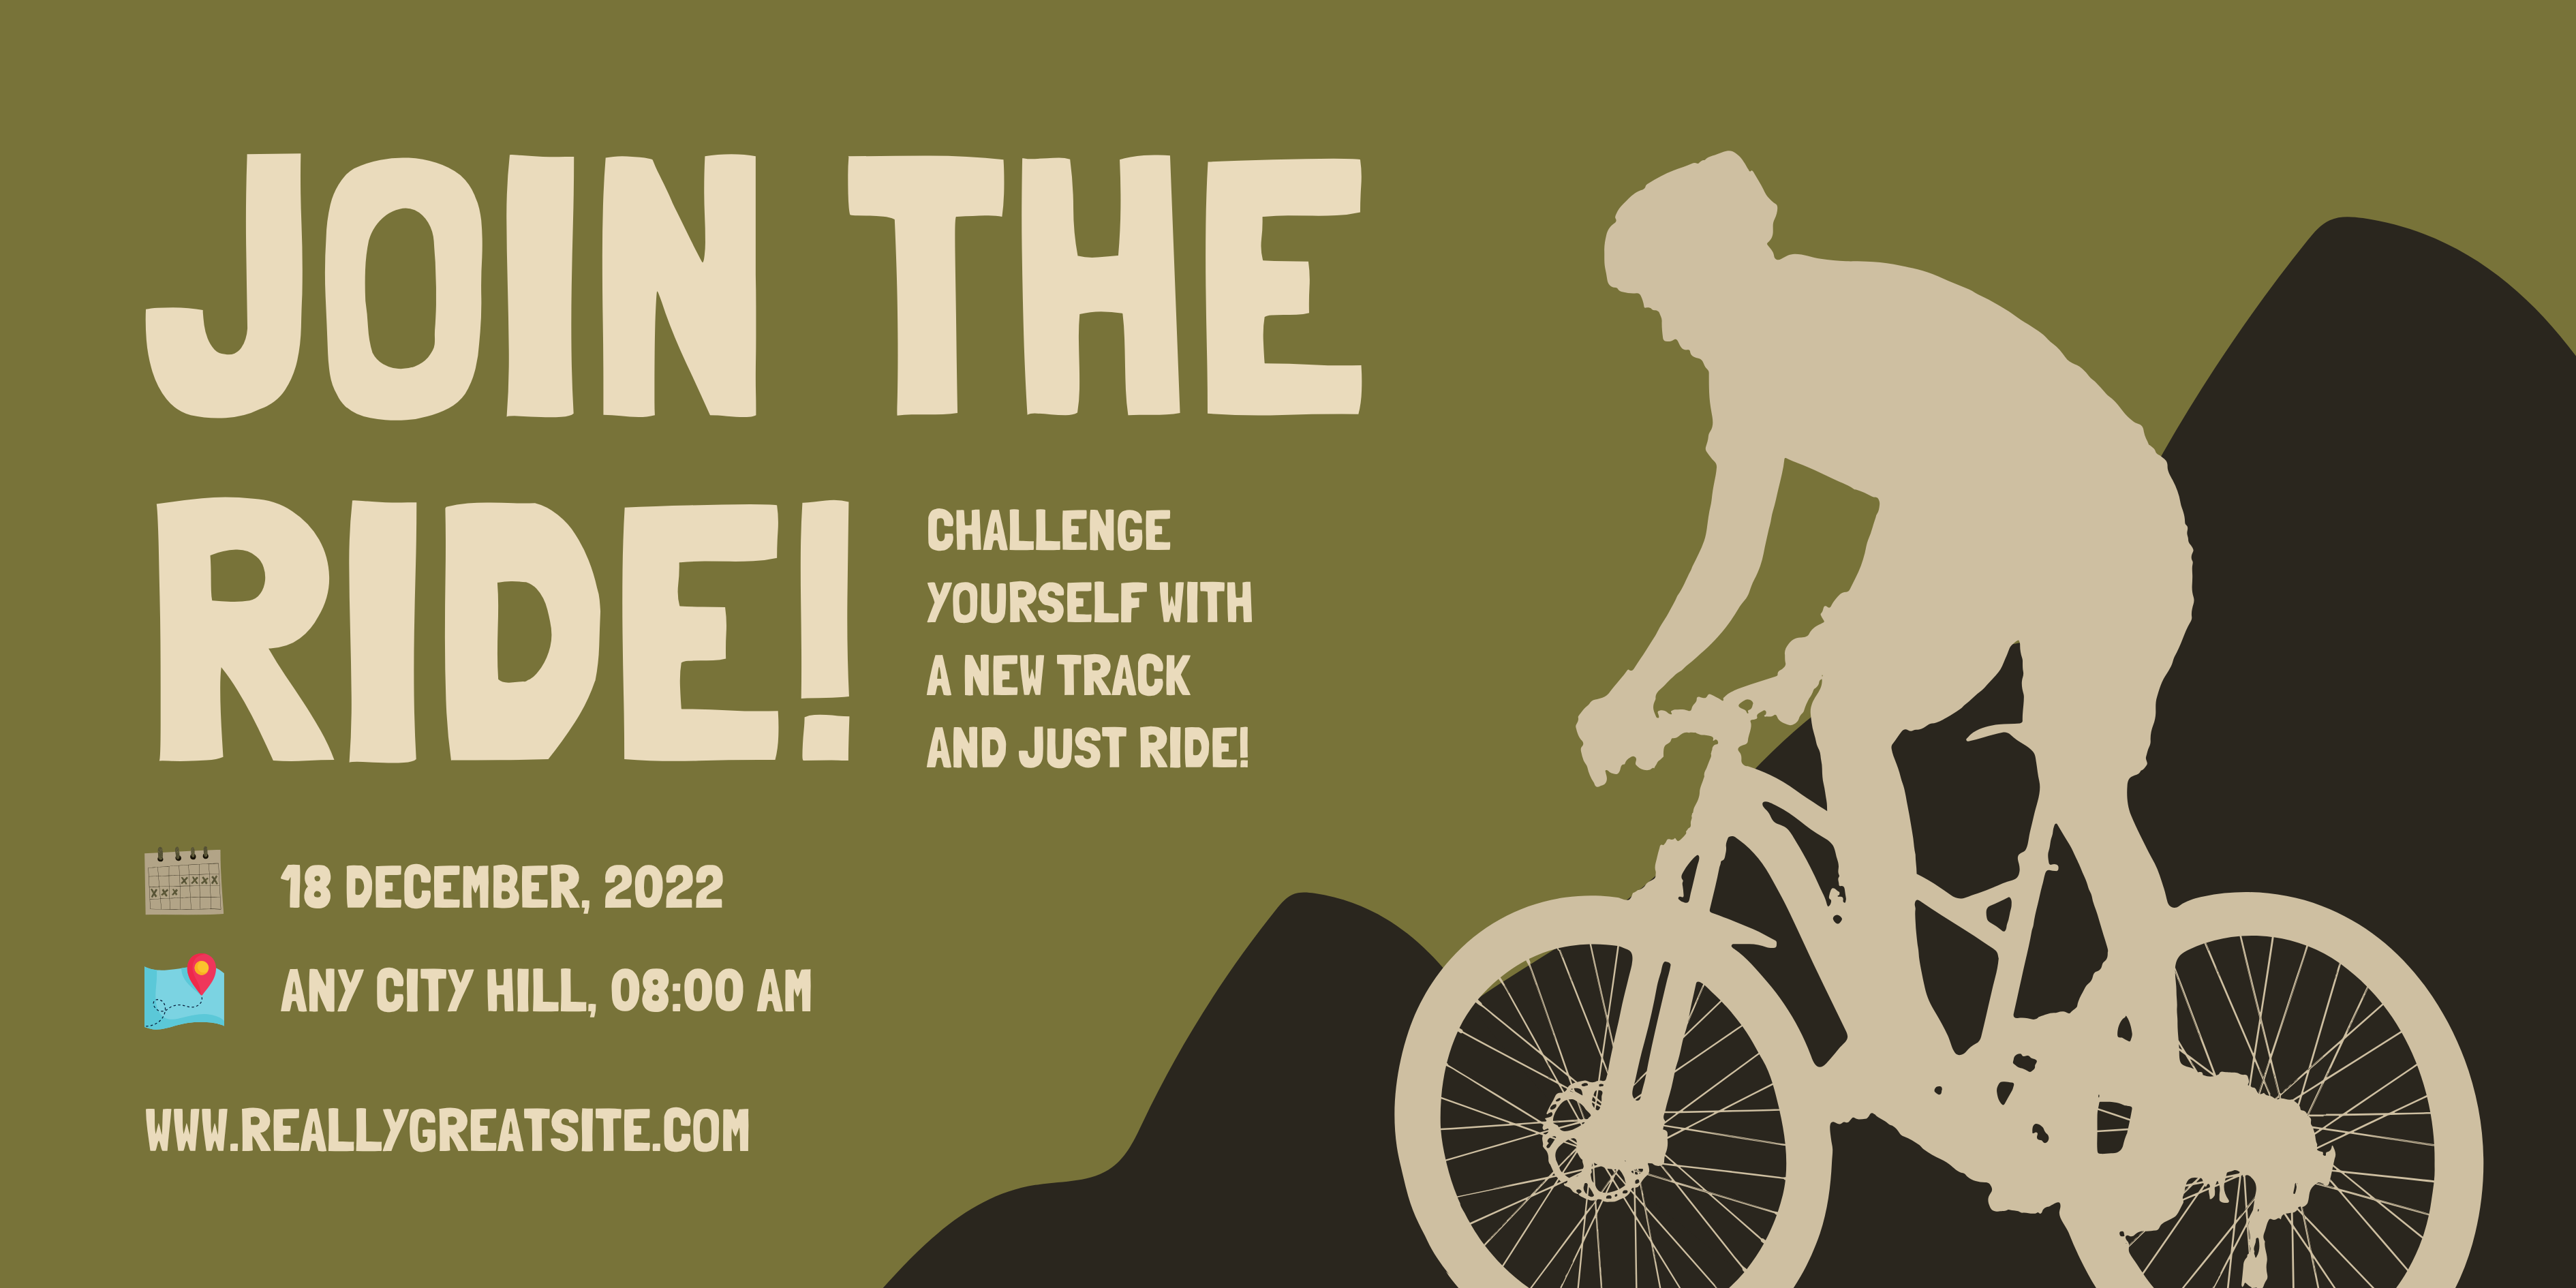 JOIN THE
RIDE!
CHALLENGE
YOURSELF WITH
A NEW TRACK
AND JUST RIDE!
18 DECEMBER, 2022
ANY CITY HILL, 08:00 AM
WWW.REALLYGREATSITE.COM